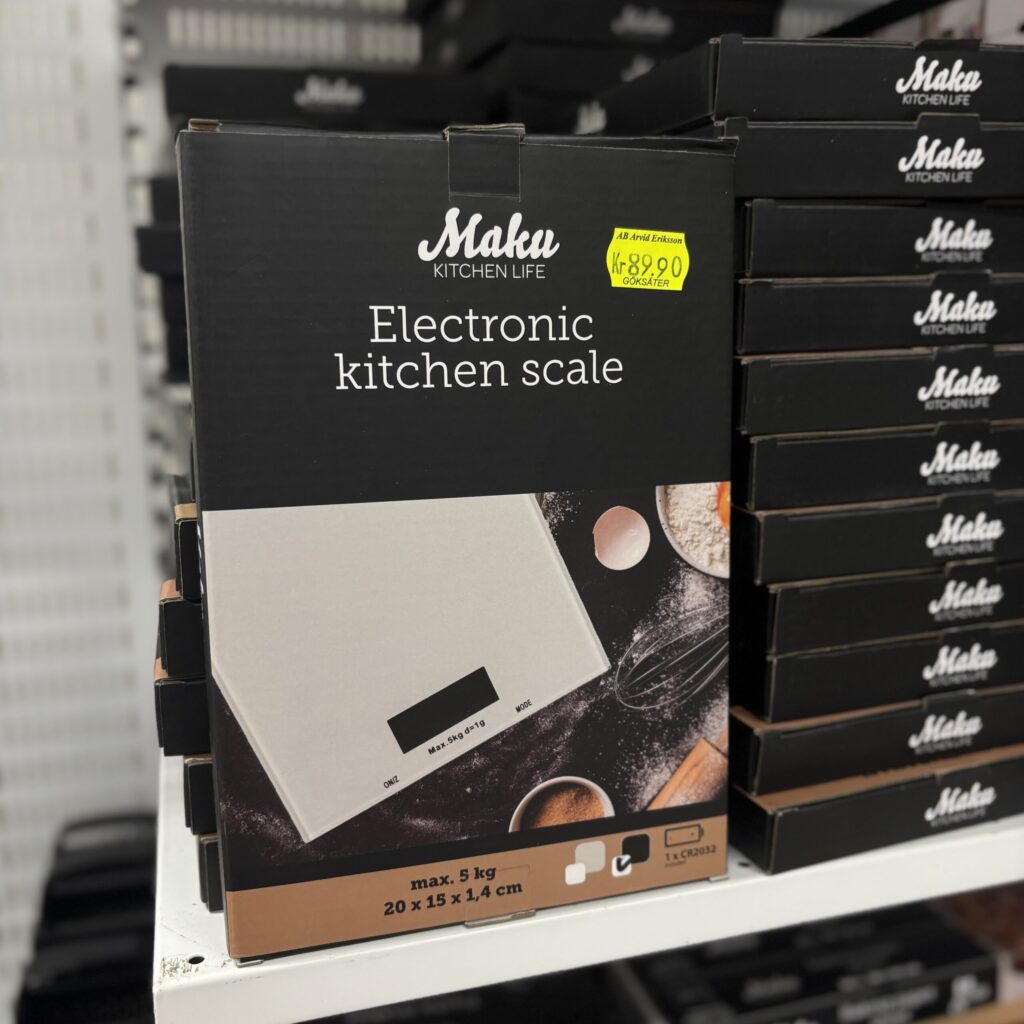 Maku
KITCHEN LIFE
AB Arvid Eriksson
Kr 89.90
GÖKSÄTER
Electronic
kitchen scale
Max.5kg d=1g
MODE
ON/Z
max. 5 kg
20 x 15 x 1,4 cm
1 x CR2032
included
Maku
KITCHEN LIFE
Maku
KITCHEN LIFE
Maku
KITCHEN LIFE
Maku
KITCHEN LIFE
Maku
KITCHEN LIFE
Maku
KITCHEN LIFE
Maku
KITCHEN LIFE
Maku
KITCHEN LIFE
Maku
KITCHEN LIFE
Maku
KITCHEN LIFE
Maku
KITCHEN LIFE
Maku